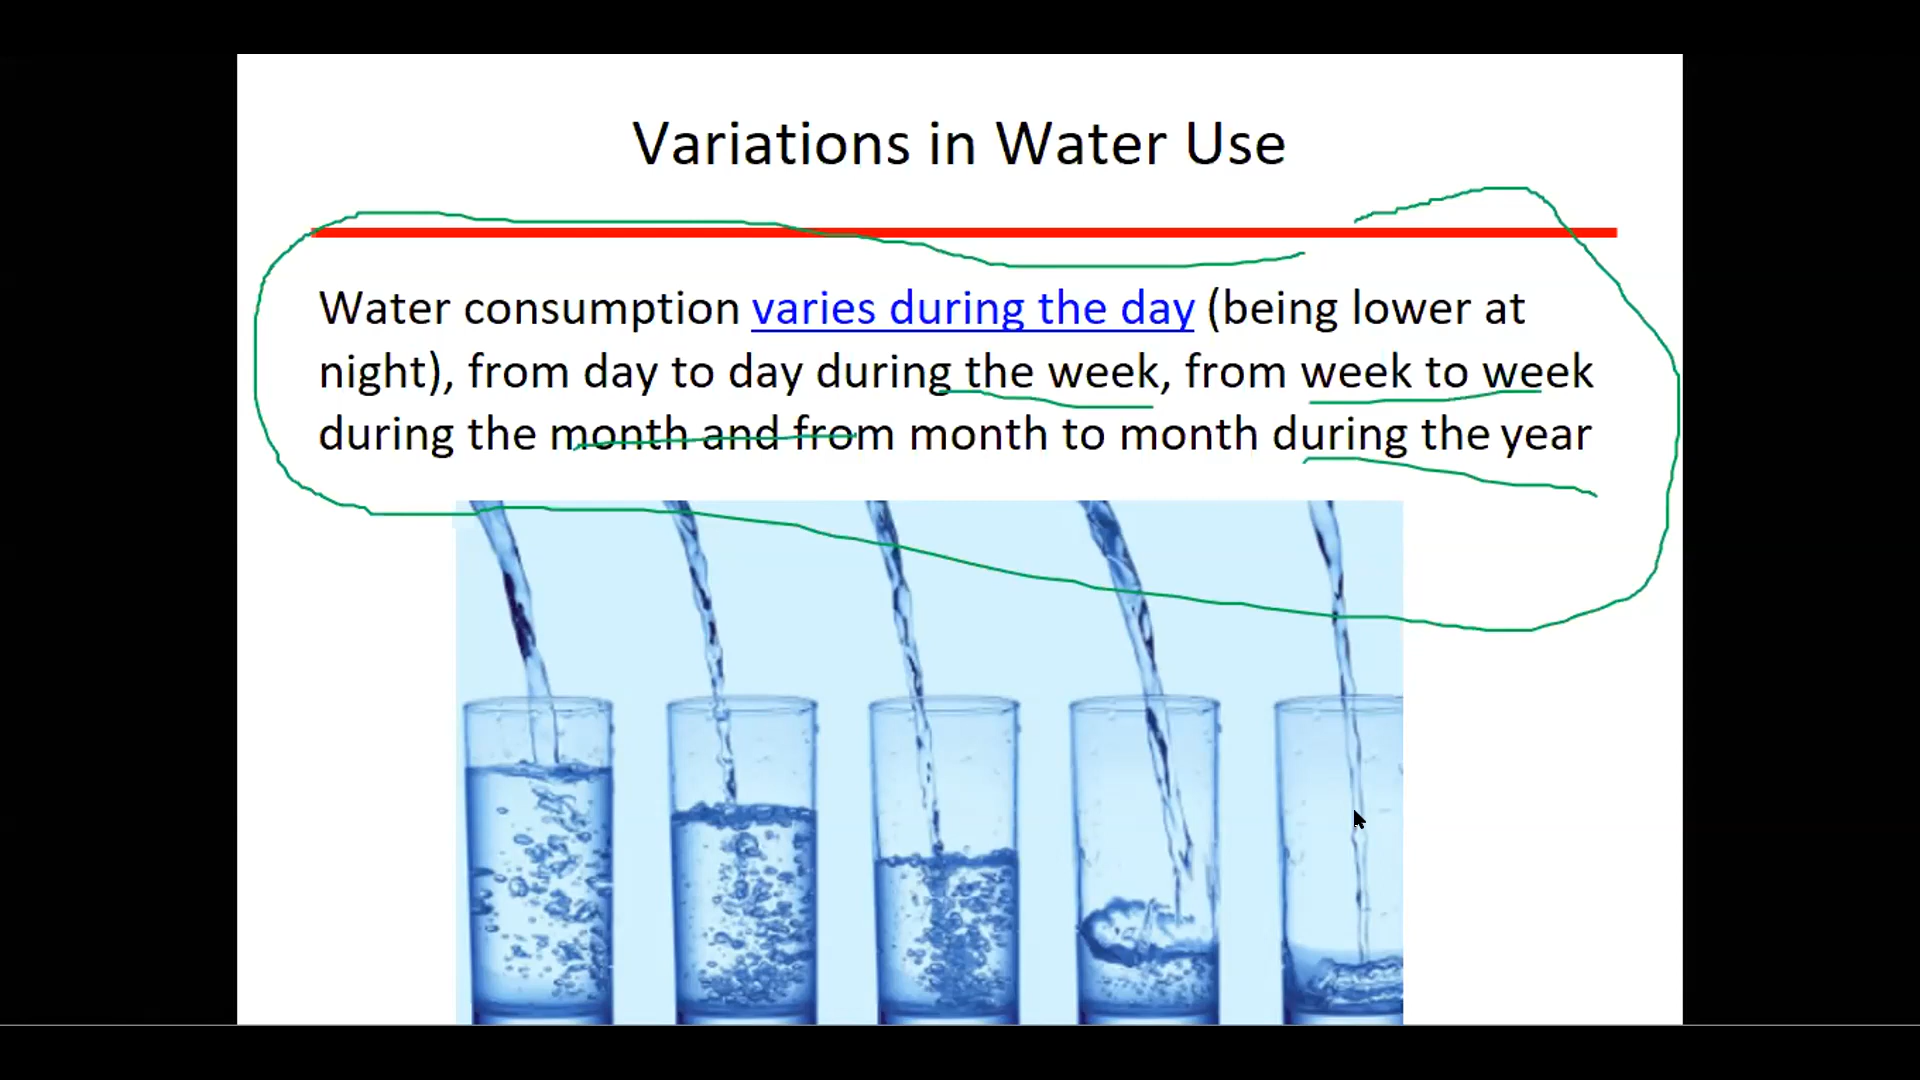 Variations in Water Use
Water consumption varies during the day (being lower at
night), from day to day during the week, from week to week
during the month and from month to month during the year